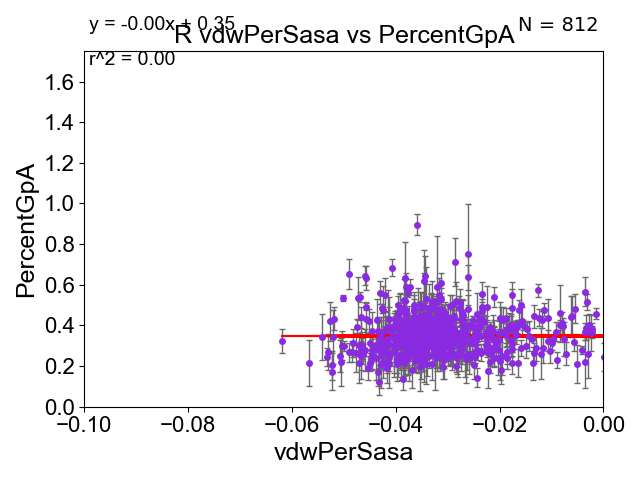 y = -0.00x + 0.35
N = 812
R vdwPerSasa vs PercentGpA
r^2 = 0.00
1.6
1.4
1.2
1.0
0.8
0.6
0.4
0.2
0.0
PercentGpA
−0.10 −0.08 −0.06 −0.04 −0.02 0.00
vdwPerSasa